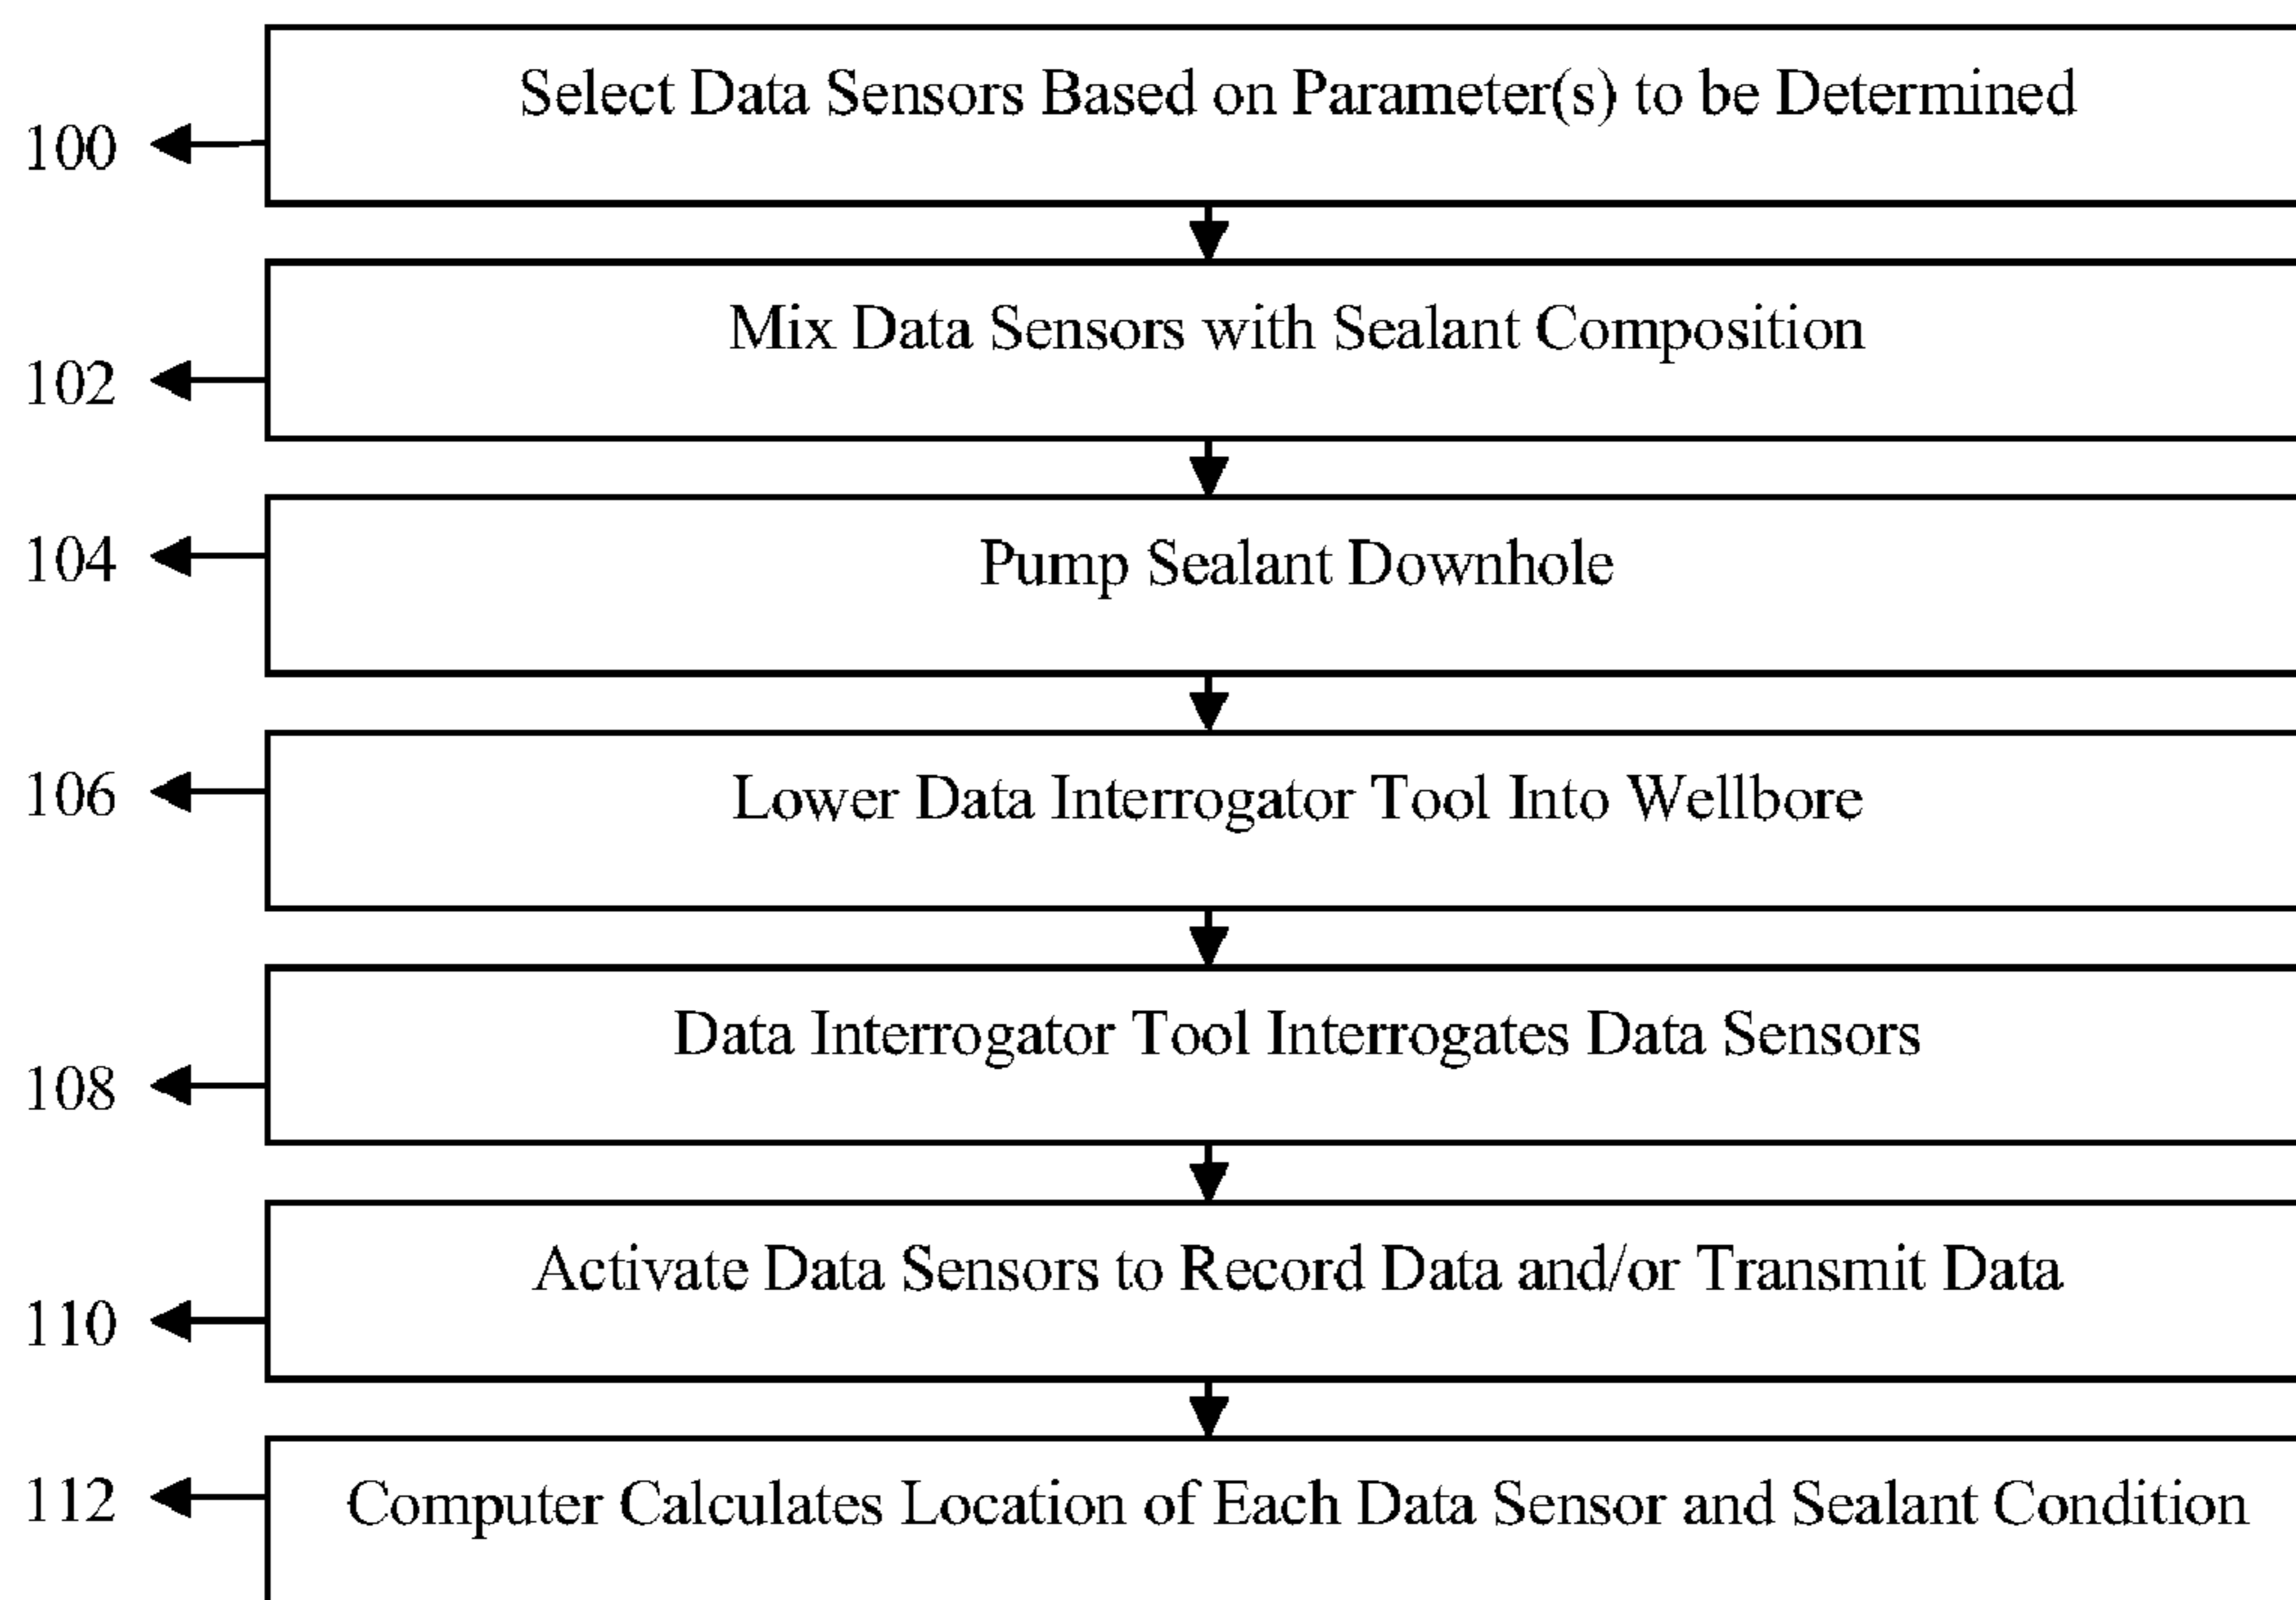 Select Data Sensors Based on Parameter(s) to be Determined
100
Mix Data Sensors with Sealant Composition
102
Pump Sealant Downhole
104
Lower Data Interrogator Tool Into Wellbore
106
Data Interrogator Tool Interrogates Data Sensors
108
Activate Data Sensors to Record Data and/or Transmit Data
110
Computer Calculates Location of Each Data Sensor and Sealant Condition
112